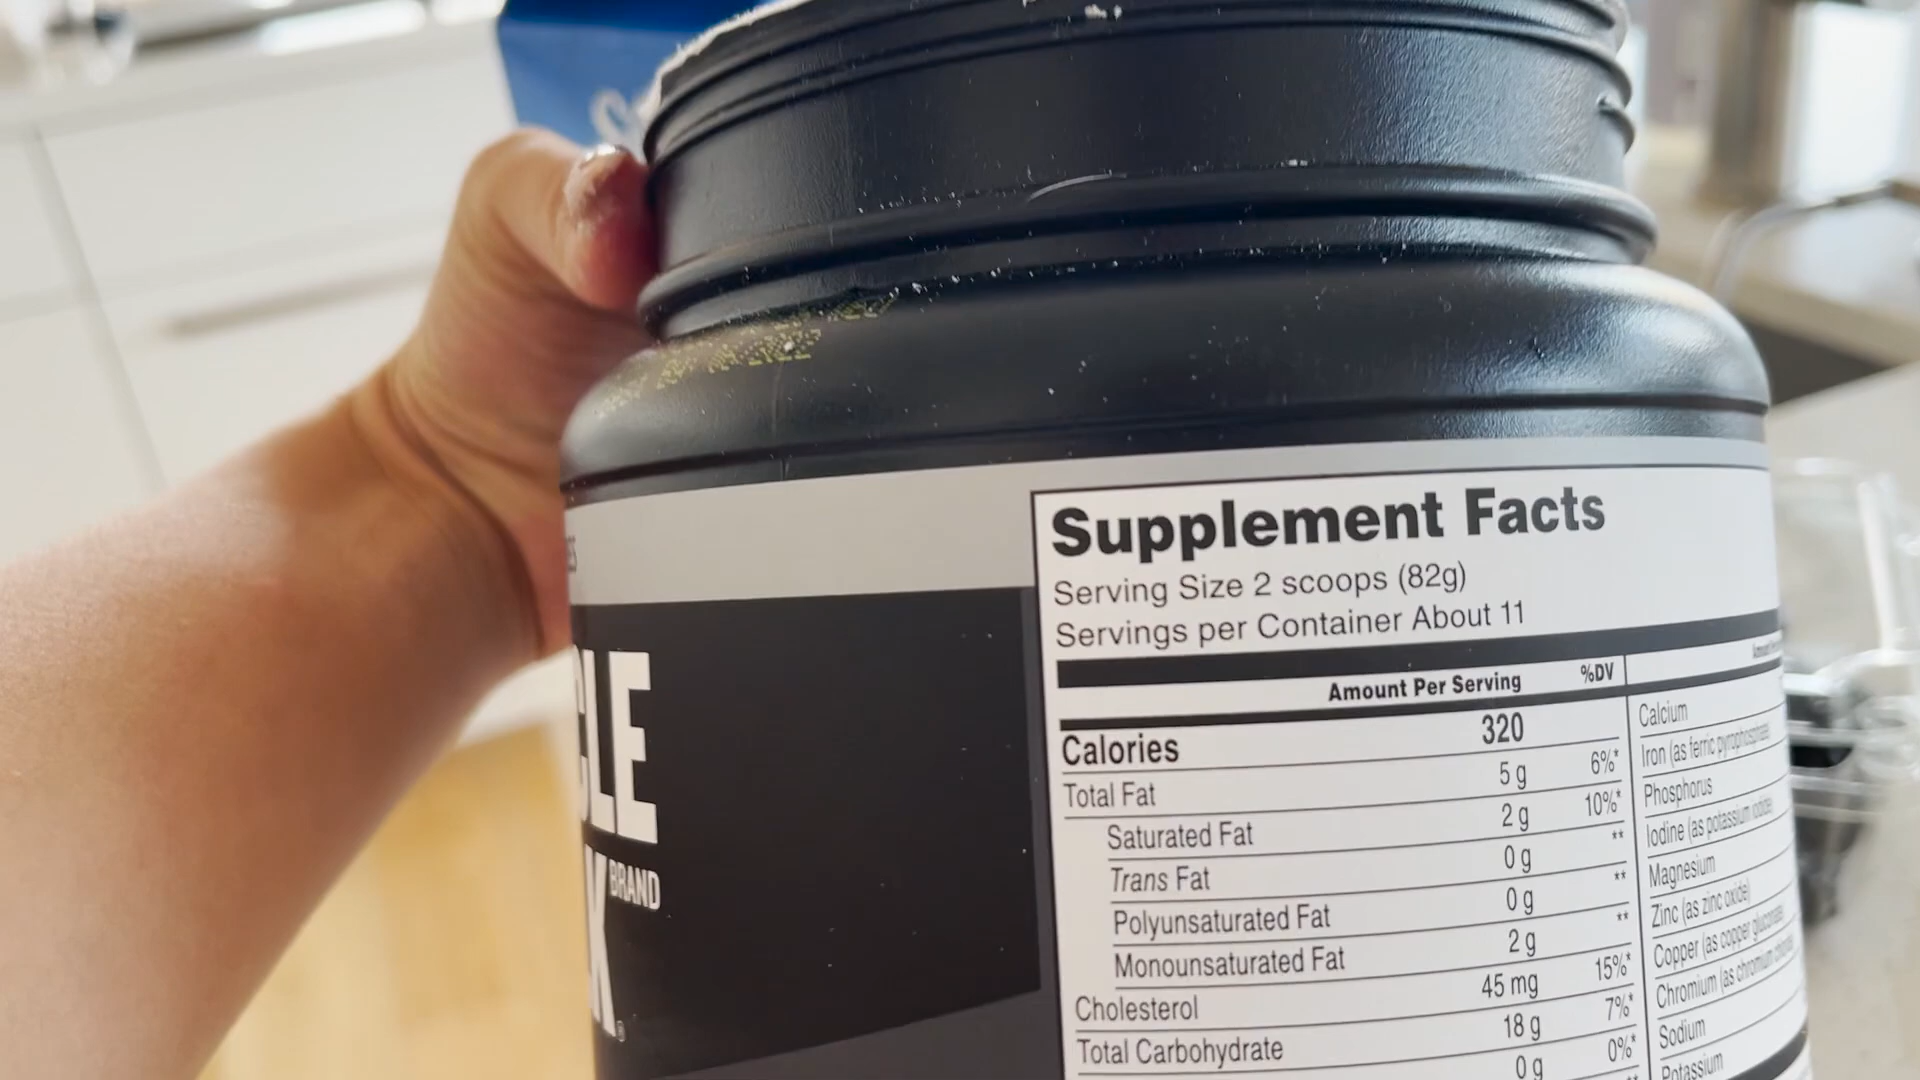 S
ES
CLE
K BRAND
®
Supplement Facts
Serving Size 2 scoops (82g)
Servings per Container About 11
Amount Per Serving %DV
Calories 320
Total Fat 5 g 6%*
Saturated Fat 2 g 10%*
Trans Fat 0 g **
Polyunsaturated Fat 0 g **
Monounsaturated Fat 2 g **
Cholesterol 45 mg 15%*
Total Carbohydrate 18 g 7%*
0 g 0%*
Calcium
Iron (as ferric pyrophosphate)
Phosphorus
Iodine (as potassium iodide)
Magnesium
Zinc (as zinc oxide)
Copper (as copper gluconate)
Chromium (as chromium
Sodium
Potassium